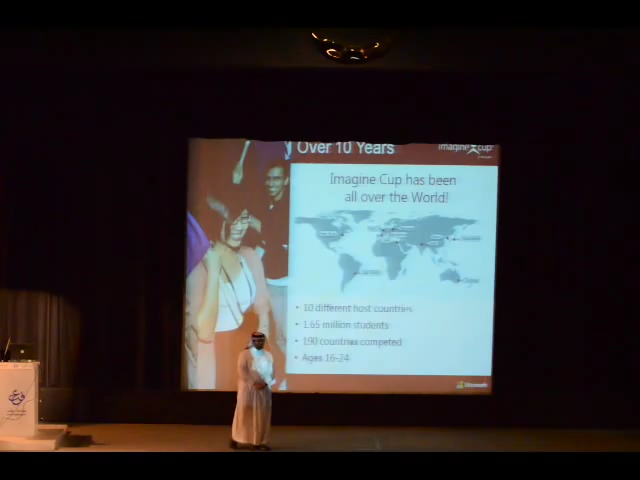 Over 10 Years
imagine cup
Imagine Cup has been
all over the World!
• 10 different host countries
• 1.65 million students
• 190 countries competed
• Ages 16-24
Microsoft